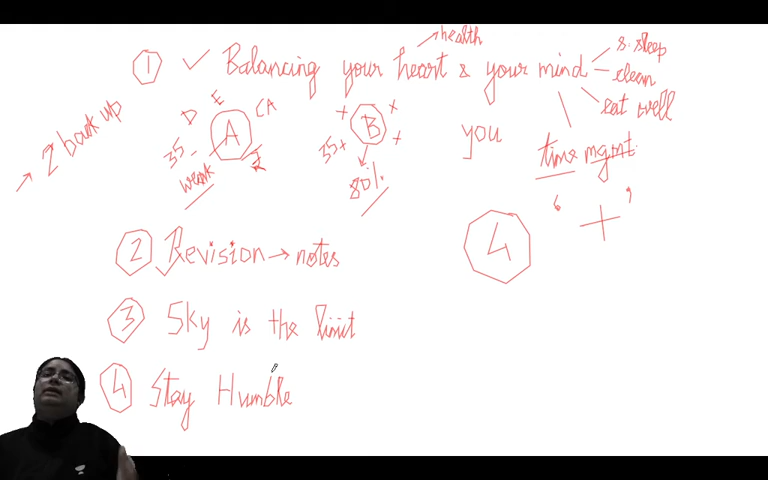 health
① ✓ Balancing your heart & your mind
s. sleep
clean
eat well
→ 2 back up
D E CA
A
35 -
weak
+ + +
B
35+
80%
you
time mgmt
4
‘ + ’
② Revision → notes
③ Sky is the limit
④ Stay Humble